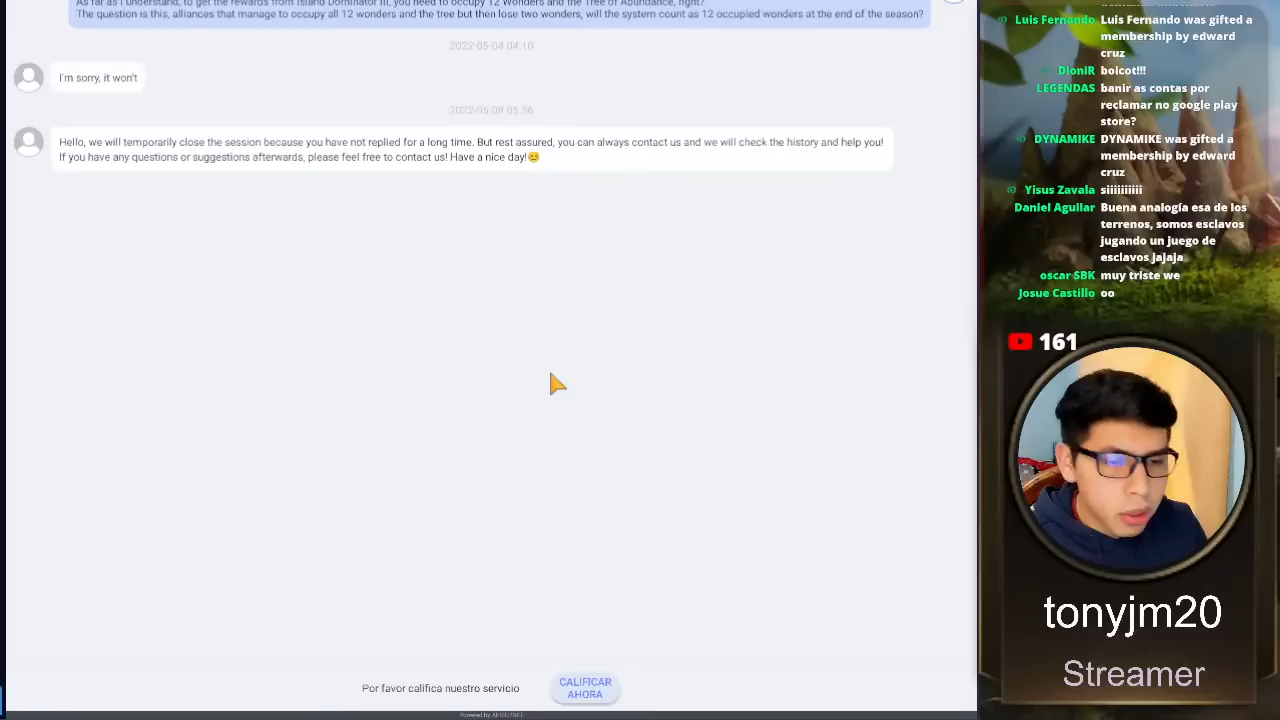 As far as I understand, to get the rewards from Island Dominator III, you need to occupy 12 Wonders and the Tree of Abundance, right?
The question is this, alliances that manage to occupy all 12 wonders and the tree but then lose two wonders, will the system count as 12 occupied wonders at the end of the season?
2022-05-04 04:10
I'm sorry, it won't
2022-06-08 05:56
Hello, we will temporarily close the session because you have not replied for a long time. But rest assured, you can always contact us and we will check the history and help you!
If you have any questions or suggestions afterwards, please feel free to contact us! Have a nice day!😊
Por favor califica nuestro servicio
CALIFICAR
AHORA
Powered by AIHELP.NET
Luis Fernando Luis Fernando was gifted a
membership by edward
cruz
DioniR boicot!!!
LEGENDAS banir as contas por
reclamar no google play
store?
DYNAMIKE DYNAMIKE was gifted a
membership by edward
cruz
Yisus Zavala siiiiiiiiii
Daniel Aguilar Buena analogía esa de los
terrenos, somos esclavos
jugando un juego de
esclavos jajaja
oscar SBK muy triste we
Josue Castillo oo
161
tonyjm20
Streamer